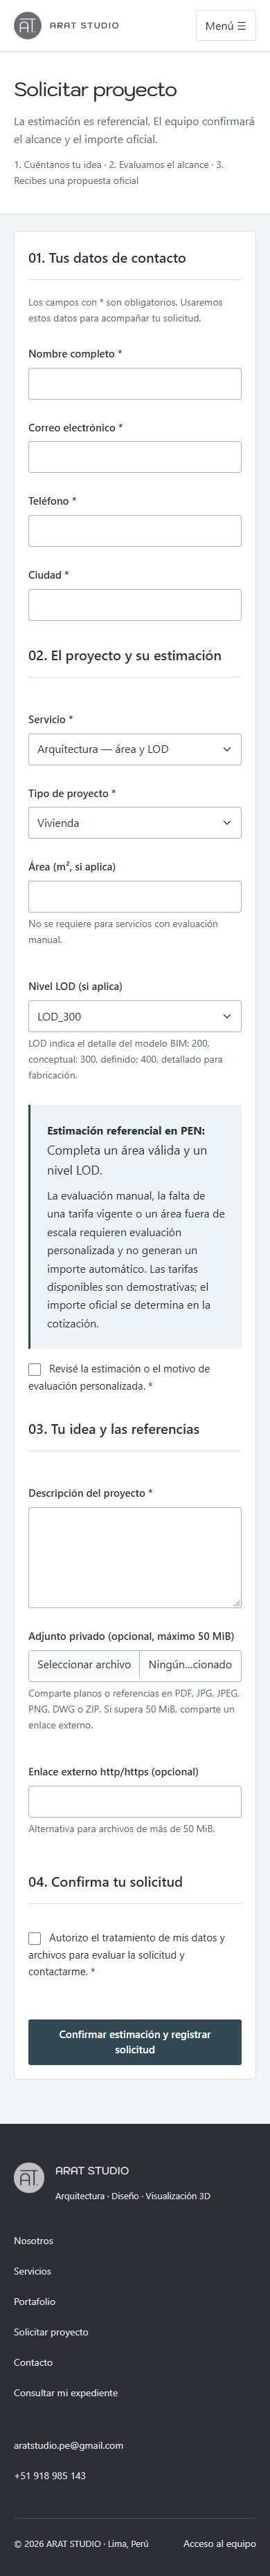 AT.
ARAT STUDIO
Menú ☰
Solicitar proyecto
La estimación es referencial. El equipo confirmará
el alcance y el importe oficial.
1. Cuéntanos tu idea · 2. Evaluamos el alcance · 3.
Recibes una propuesta oficial
01. Tus datos de contacto
Los campos con * son obligatorios. Usaremos
estos datos para acompañar tu solicitud.
Nombre completo *
Correo electrónico *
Teléfono *
Ciudad *
02. El proyecto y su estimación
Servicio *
Arquitectura — área y LOD
Tipo de proyecto *
Vivienda
Área (m², si aplica)
No se requiere para servicios con evaluación
manual.
Nivel LOD (si aplica)
LOD_300
LOD indica el detalle del modelo BIM: 200,
conceptual; 300, definido; 400, detallado para
fabricación.
Estimación referencial en PEN:
Completa un área válida y un
nivel LOD.
La evaluación manual, la falta de
una tarifa vigente o un área fuera de
escala requieren evaluación
personalizada y no generan un
importe automático. Las tarifas
disponibles son demostrativas; el
importe oficial se determina en la
cotización.
Revisé la estimación o el motivo de
evaluación personalizada. *
03. Tu idea y las referencias
Descripción del proyecto *
Adjunto privado (opcional, máximo 50 MiB)
Seleccionar archivo Ningún...cionado
Comparte planos o referencias en PDF, JPG, JPEG,
PNG, DWG o ZIP. Si supera 50 MiB, comparte un
enlace externo.
Enlace externo http/https (opcional)
Alternativa para archivos de más de 50 MiB.
04. Confirma tu solicitud
Autorizo el tratamiento de mis datos y
archivos para evaluar la solicitud y
contactarme. *
Confirmar estimación y registrar
solicitud
AT.
ARAT STUDIO
Arquitectura · Diseño · Visualización 3D
Nosotros
Servicios
Portafolio
Solicitar proyecto
Contacto
Consultar mi expediente
aratstudio.pe@gmail.com
+51 918 985 143
© 2026 ARAT STUDIO · Lima, Perú Acceso al equipo